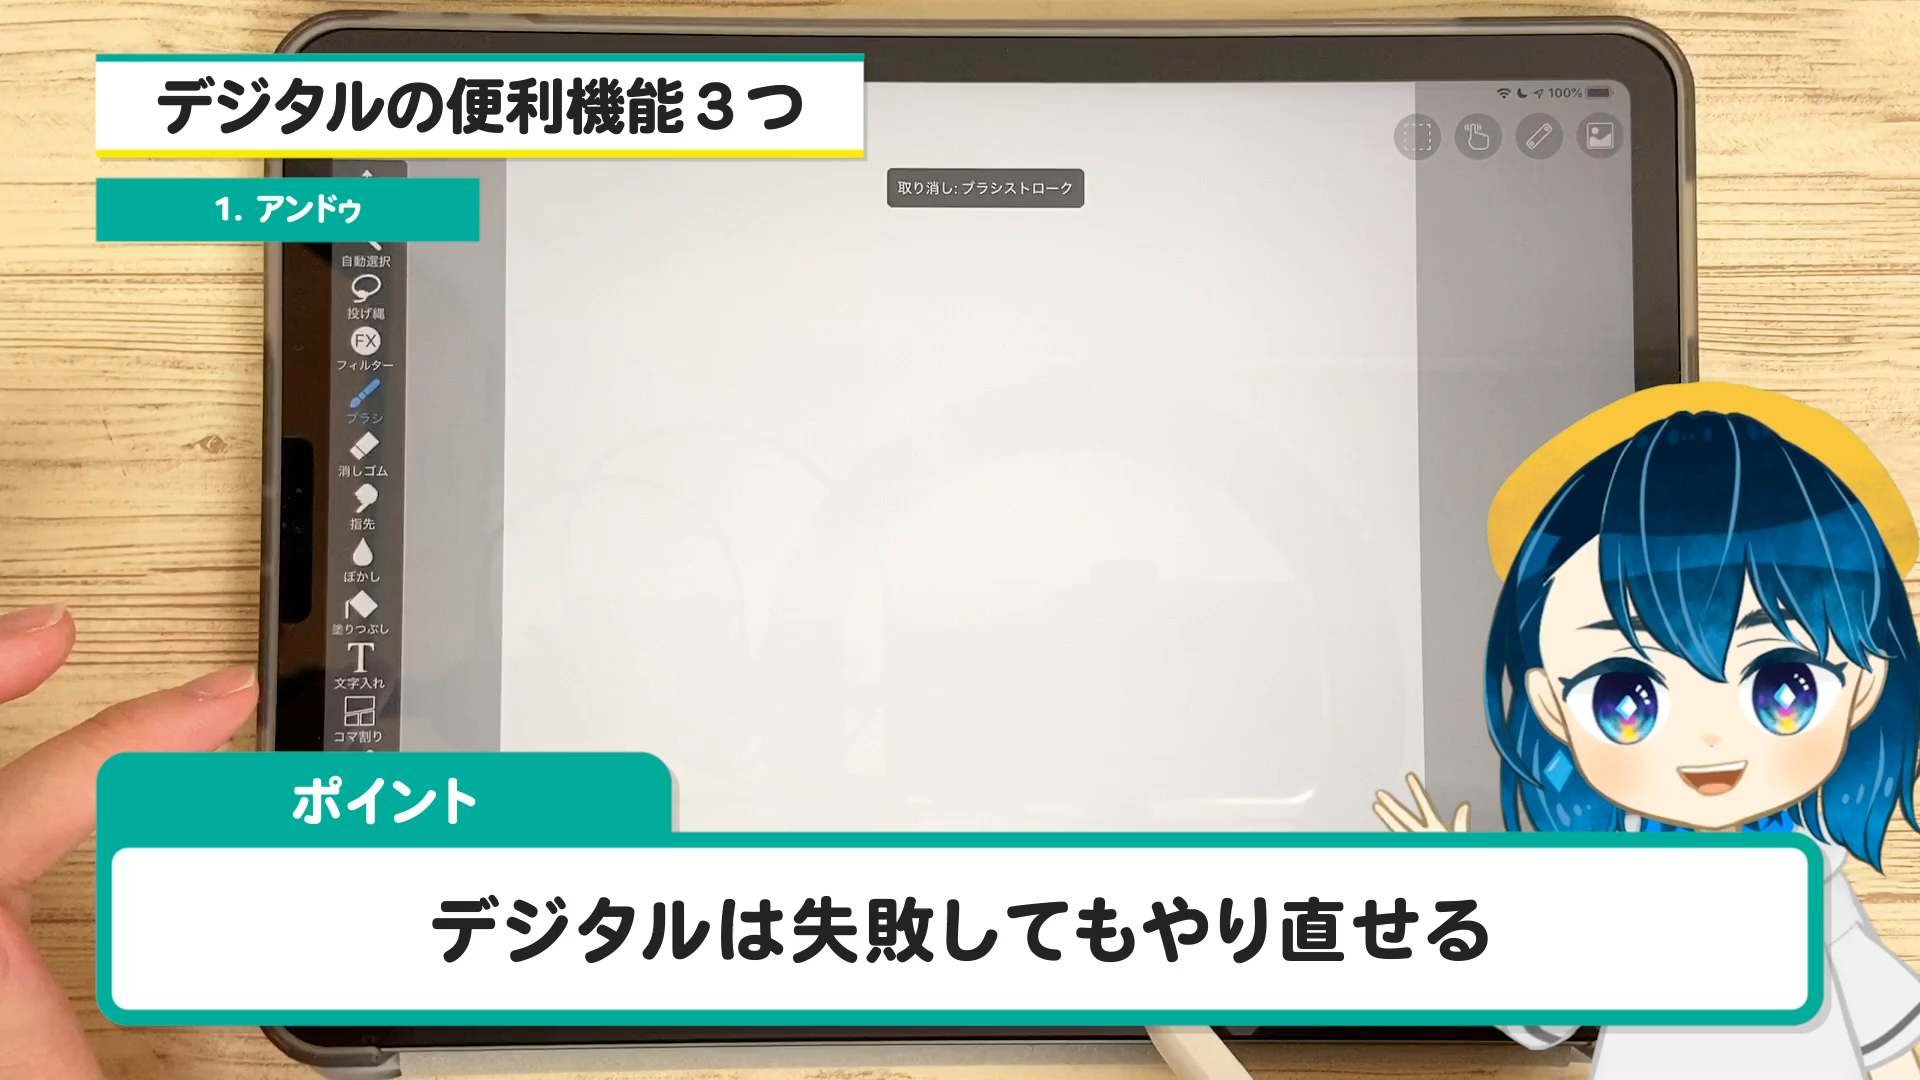 デジタルの便利機能３つ
1. アンドゥ
100%
取り消し: ブラシストローク
自動選択
投げ縄
FX
フィルター
ブラシ
消しゴム
指先
ぼかし
塗りつぶし
T
文字入れ
コマ割り
ポイント
デジタルは失敗してもやり直せる